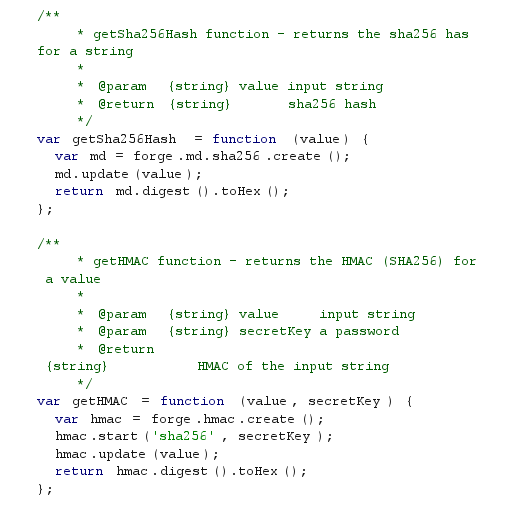 /**
* getSha256Hash function - returns the sha256 has
for a string
*
* @param {string} value input string
* @return {string} sha256 hash
*/
var getSha256Hash = function (value) {
var md = forge.md.sha256.create();
md.update(value);
return md.digest().toHex();
};
/**
* getHMAC function - returns the HMAC (SHA256) for
a value
*
* @param {string} value input string
* @param {string} secretKey a password
* @return
{string} HMAC of the input string
*/
var getHMAC = function (value, secretKey) {
var hmac = forge.hmac.create();
hmac.start('sha256', secretKey);
hmac.update(value);
return hmac.digest().toHex();
};